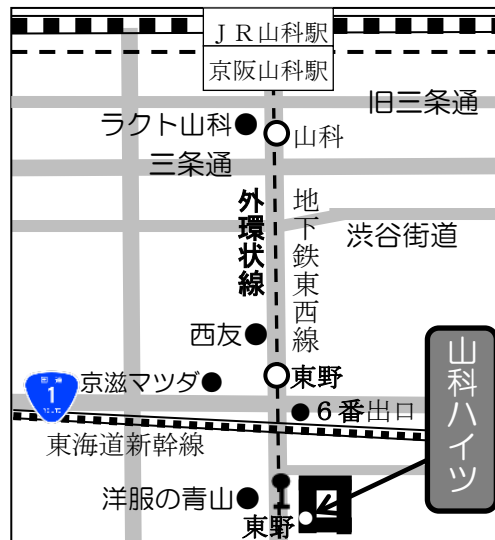 JR山科駅
京阪山科駅
旧三条通
ラクト山科
山科
三条通
外環状線
地下鉄東西線
渋谷街道
西友
東野
京滋マツダ
1
●6番出口
東海道新幹線
山科ハイツ
洋服の青山
東野